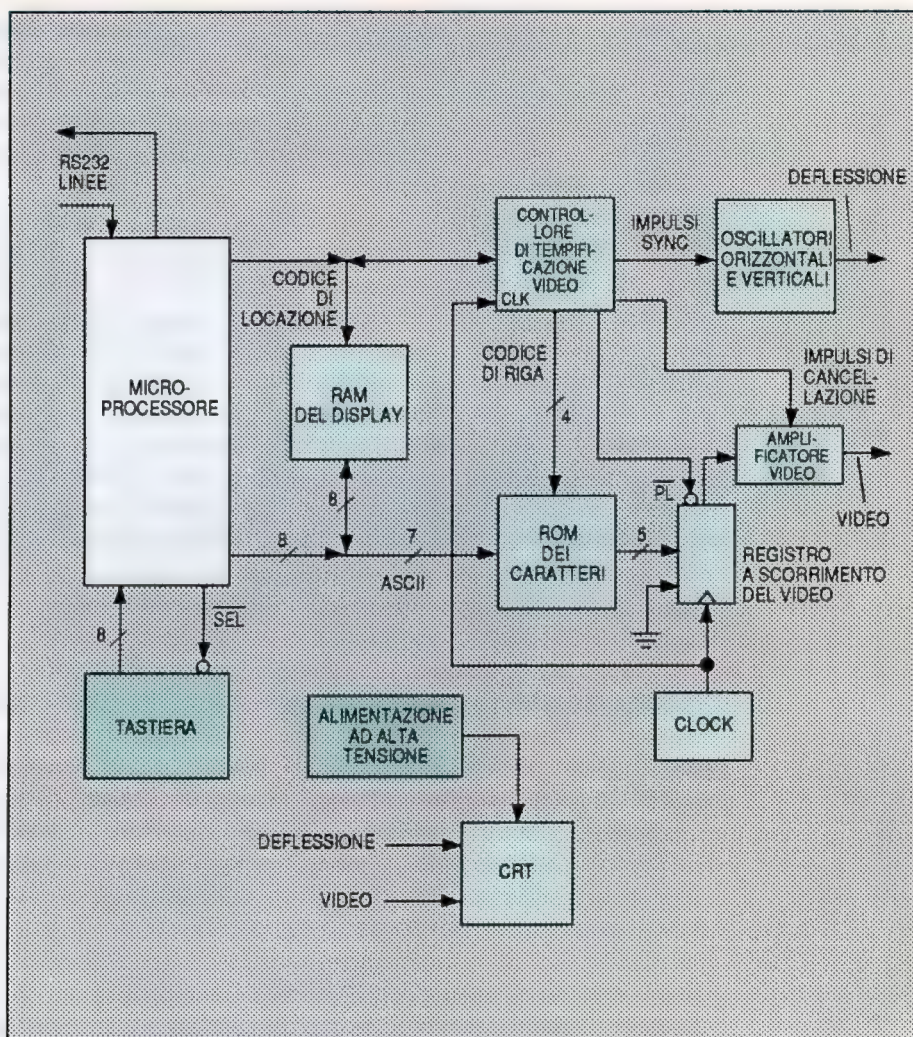 RS232
LINEE
MICRO-
PROCESSORE
CODICE
DI
LOCAZIONE
RAM
DEL DISPLAY
CONTROL-
LORE
DI TEMPIFI-
CAZIONE
VIDEO
CLK
IMPULSI
SYNC
OSCILLATORI
ORIZZONTALI
E VERTICALI
DEFLESSIONE
CODICE
DI RIGA
4
IMPULSI DI
CANCEL-
LAZIONE
AMPLI-
FICATORE
VIDEO
VIDEO
8
8
7
ASCII
ROM
DEI
CARATTERI
5
PL
REGISTRO
A SCORRIMENTO
DEL VIDEO
8
SEL
TASTIERA
ALIMENTAZIONE
AD ALTA
TENSIONE
CLOCK
DEFLESSIONE
VIDEO
CRT